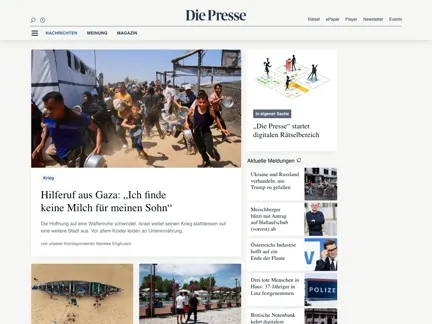 Die Presse
Rätsel
ePaper
Player
Newsletter
Events
NACHRICHTEN
MEINUNG
MAGAZIN
Krieg
Hilferuf aus Gaza: „Ich finde
keine Milch für meinen Sohn“
Die Hoffnung auf eine Waffenruhe schwindet, Israel weitet seinen Krieg stattdessen auf
eine weitere Stadt aus. Vor allem Kinder leiden an Unterernährung.
von unserer Korrespondentin Mareike Enghusen
In eigener Sache
„Die Presse“ startet
digitalen Rätselbereich
Aktuelle Meldungen
Ukraine und Russland
verhandeln, um
Trump zu gefallen
Meischberger
blitzt mit Antrag
auf Haftaufschub
(vorerst) ab
Österreichs Industrie
hofft auf ein
Ende der Flaute
Drei tote Menschen in
Haus: 37-Jähriger in
Linz festgenommen
POLIZEI
Britische Notenbank
kehrt digitalem